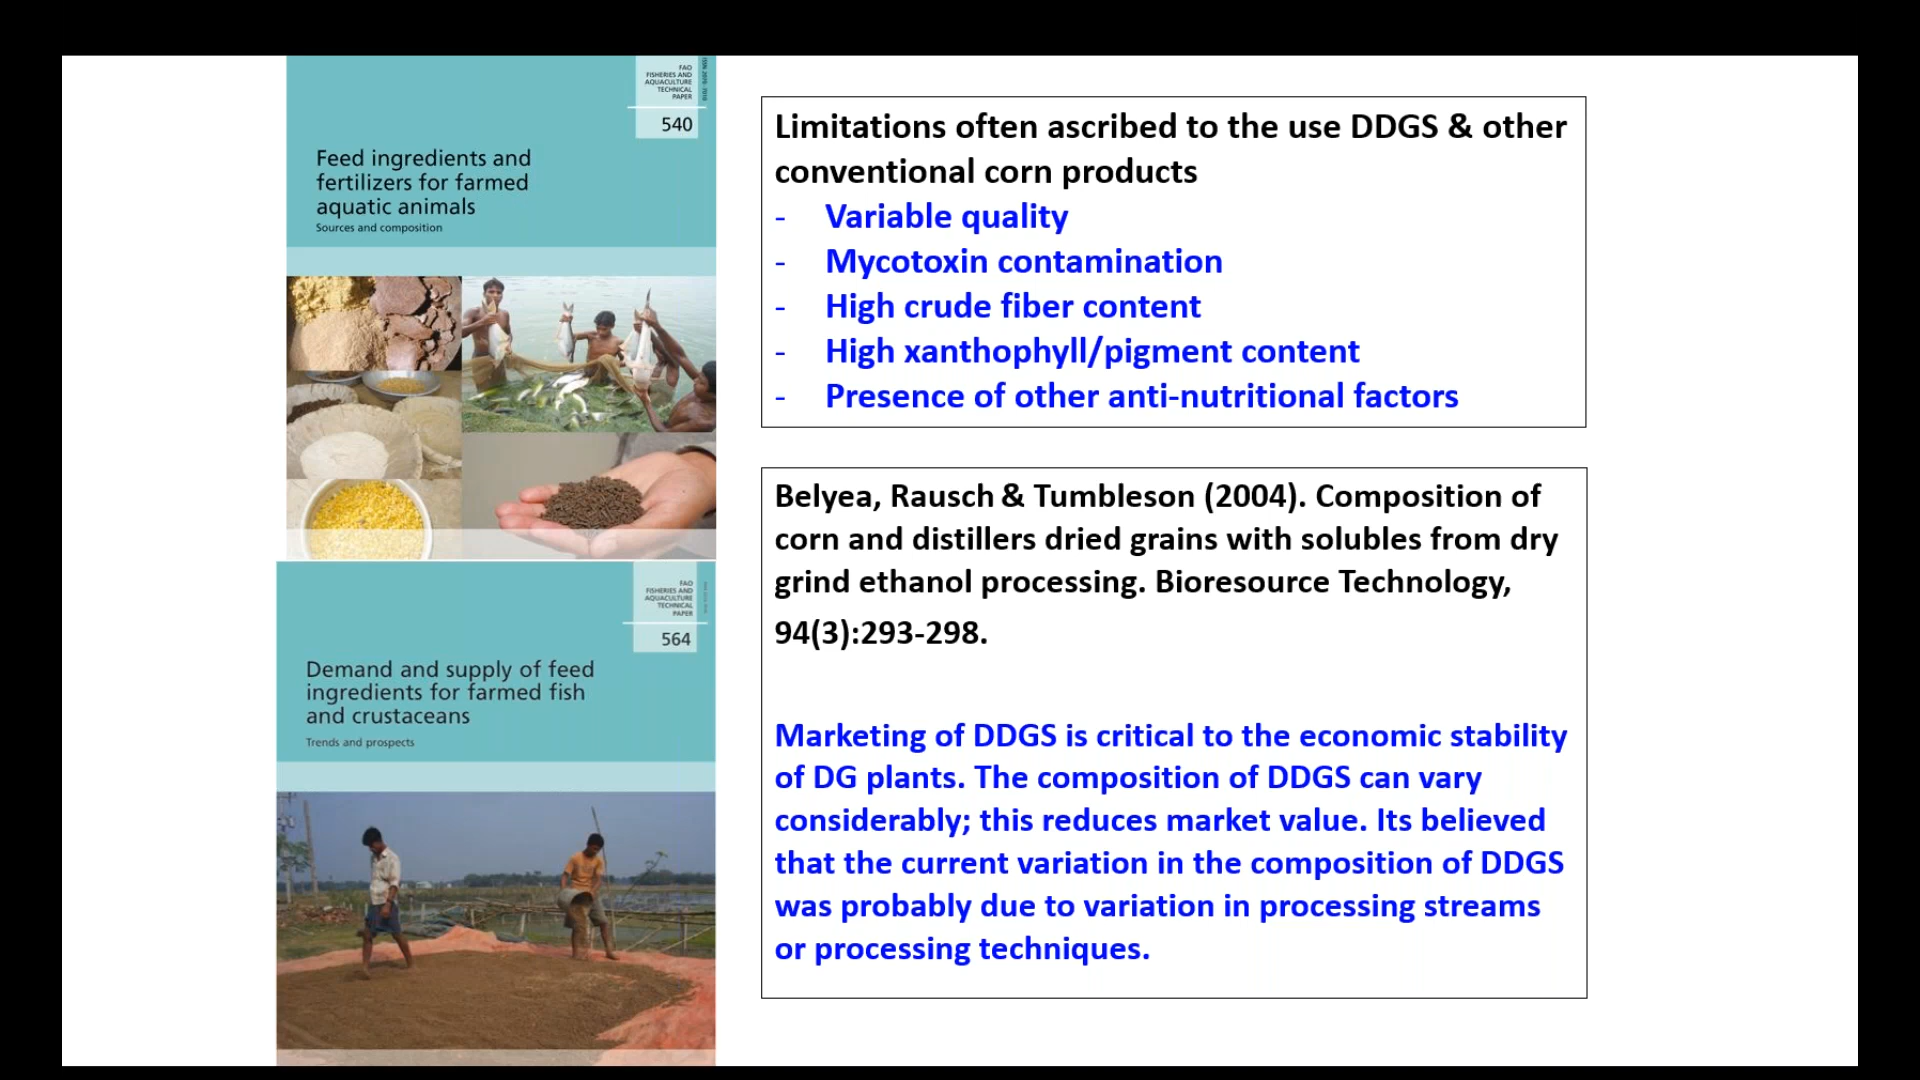 FAO
FISHERIES AND
AQUACULTURE
TECHNICAL
PAPER
540
Feed ingredients and
fertilizers for farmed
aquatic animals
Sources and composition
FAO
FISHERIES AND
AQUACULTURE
TECHNICAL
PAPER
564
Demand and supply of feed
ingredients for farmed fish
and crustaceans
Trends and prospects
Limitations often ascribed to the use DDGS & other
conventional corn products
- Variable quality
- Mycotoxin contamination
- High crude fiber content
- High xanthophyll/pigment content
- Presence of other anti-nutritional factors
Belyea, Rausch & Tumbleson (2004). Composition of
corn and distillers dried grains with solubles from dry
grind ethanol processing. Bioresource Technology,
94(3):293-298.
Marketing of DDGS is critical to the economic stability
of DG plants. The composition of DDGS can vary
considerably; this reduces market value. Its believed
that the current variation in the composition of DDGS
was probably due to variation in processing streams
or processing techniques.